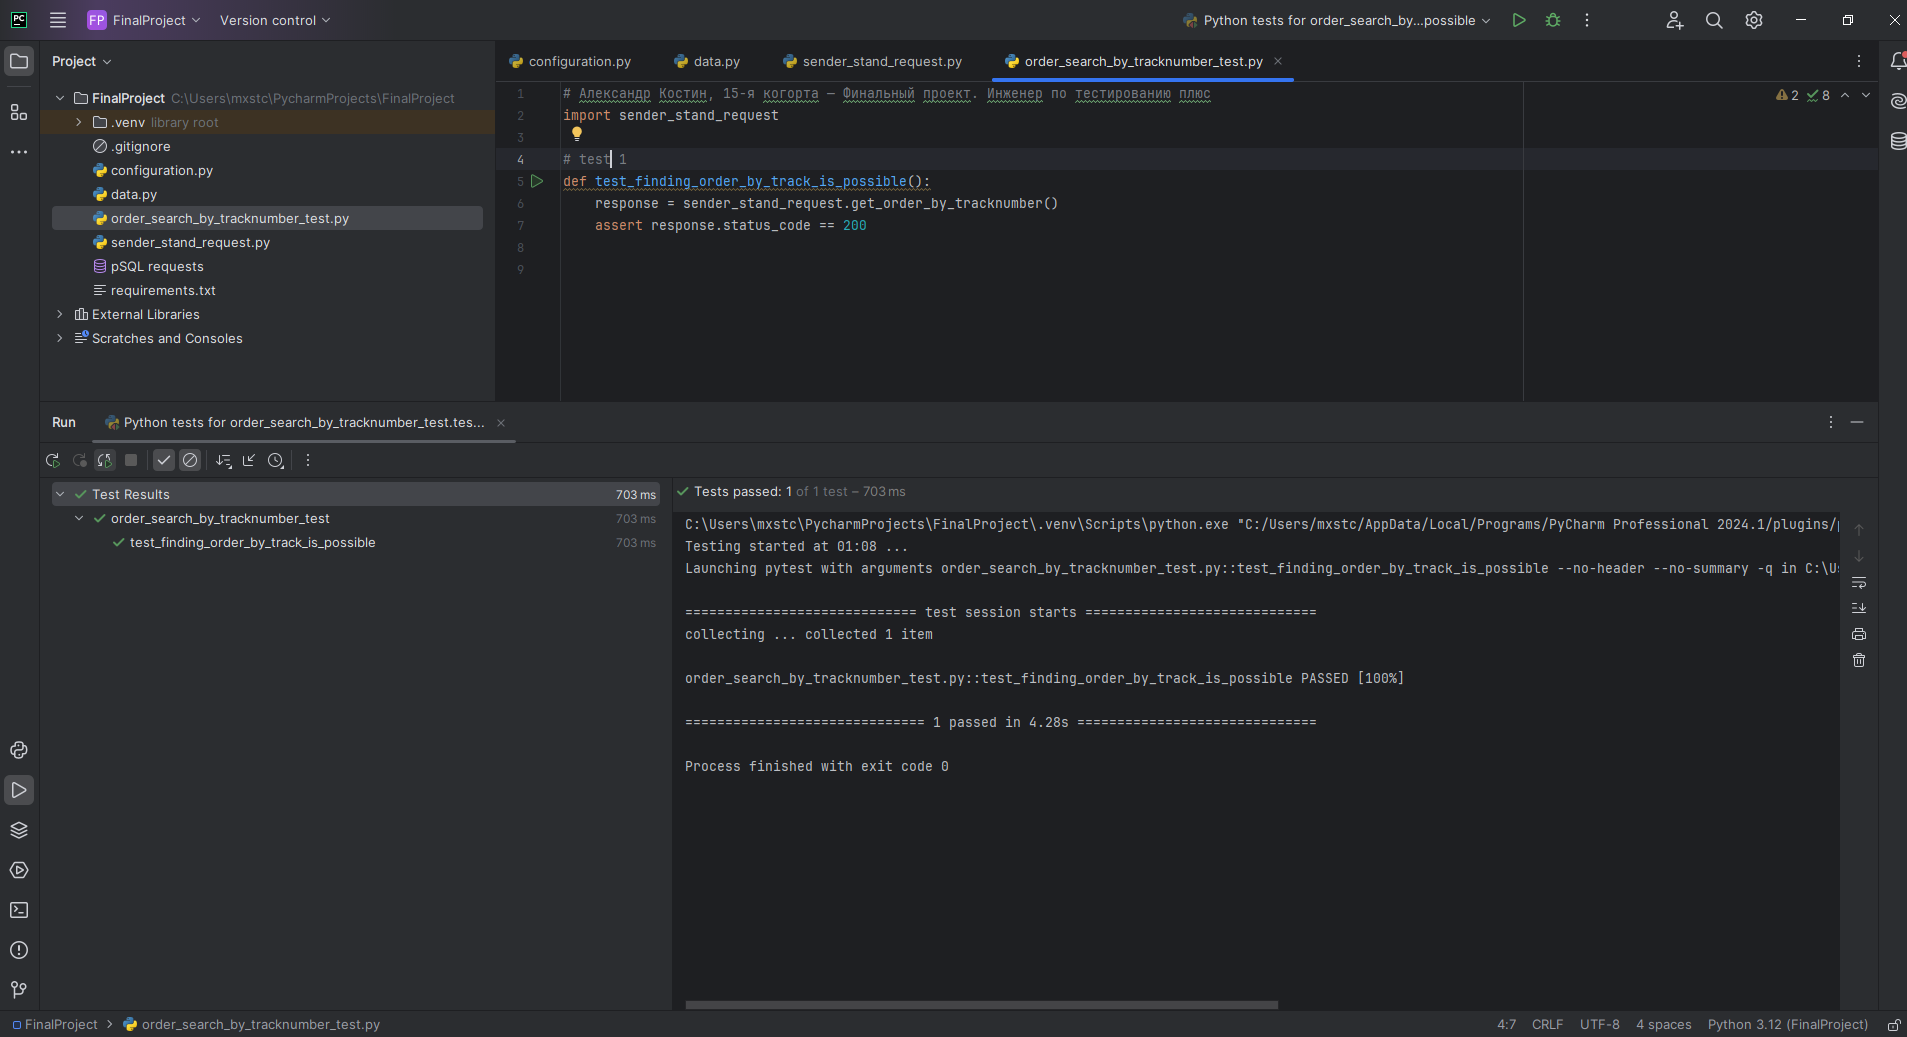 PC
FP FinalProject
Version control
Python tests for order_search_by...possible
Project
FinalProject C:\Users\mxstc\PycharmProjects\FinalProject
.venv library root
.gitignore
configuration.py
data.py
order_search_by_tracknumber_test.py
sender_stand_request.py
pSQL requests
requirements.txt
External Libraries
Scratches and Consoles
configuration.py
data.py
sender_stand_request.py
order_search_by_tracknumber_test.py
2 8
1 # Александр Костин, 15-я когорта — Финальный проект. Инженер по тестированию плюс
2 import sender_stand_request
3
4 # test 1
5 def test_finding_order_by_track_is_possible():
6 response = sender_stand_request.get_order_by_tracknumber()
7 assert response.status_code == 200
8
9
Run
Python tests for order_search_by_tracknumber_test.tes...
Test Results 703 ms
order_search_by_tracknumber_test 703 ms
test_finding_order_by_track_is_possible 703 ms
Tests passed: 1 of 1 test – 703 ms
C:\Users\mxstc\PycharmProjects\FinalProject\.venv\Scripts\python.exe "C:/Users/mxstc/AppData/Local/Programs/PyCharm Professional 2024.1/plugins/
Testing started at 01:08 ...
Launching pytest with arguments order_search_by_tracknumber_test.py::test_finding_order_by_track_is_possible --no-header --no-summary -q in C:\U
============================= test session starts =============================
collecting ... collected 1 item
order_search_by_tracknumber_test.py::test_finding_order_by_track_is_possible PASSED [100%]
============================== 1 passed in 4.28s ==============================
Process finished with exit code 0
FinalProject > order_search_by_tracknumber_test.py
4:7 CRLF UTF-8 4 spaces Python 3.12 (FinalProject)